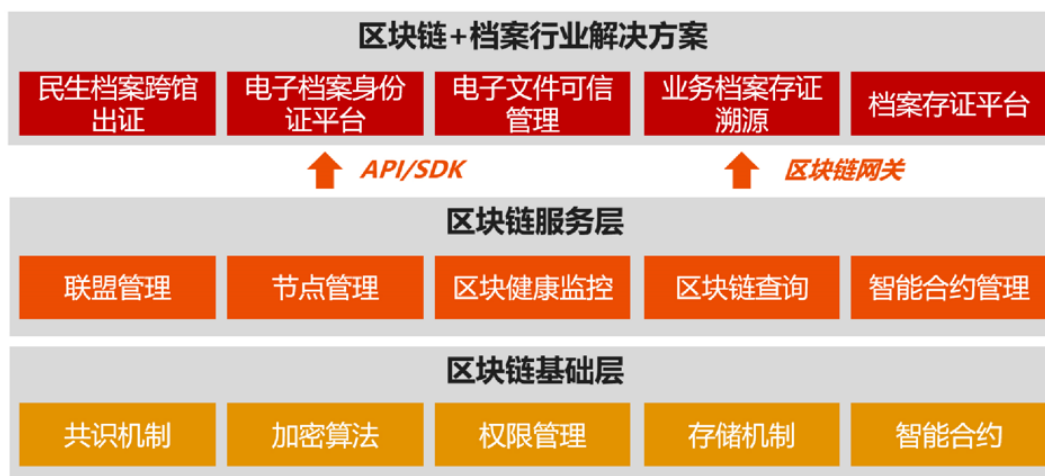 区块链+档案行业解决方案
民生档案跨馆
出证
电子档案身份
证平台
电子文件可信
管理
业务档案存证
溯源
档案存证平台
API/SDK
区块链网关
区块链服务层
联盟管理
节点管理
区块健康监控
区块链查询
智能合约管理
区块链基础层
共识机制
加密算法
权限管理
存储机制
智能合约